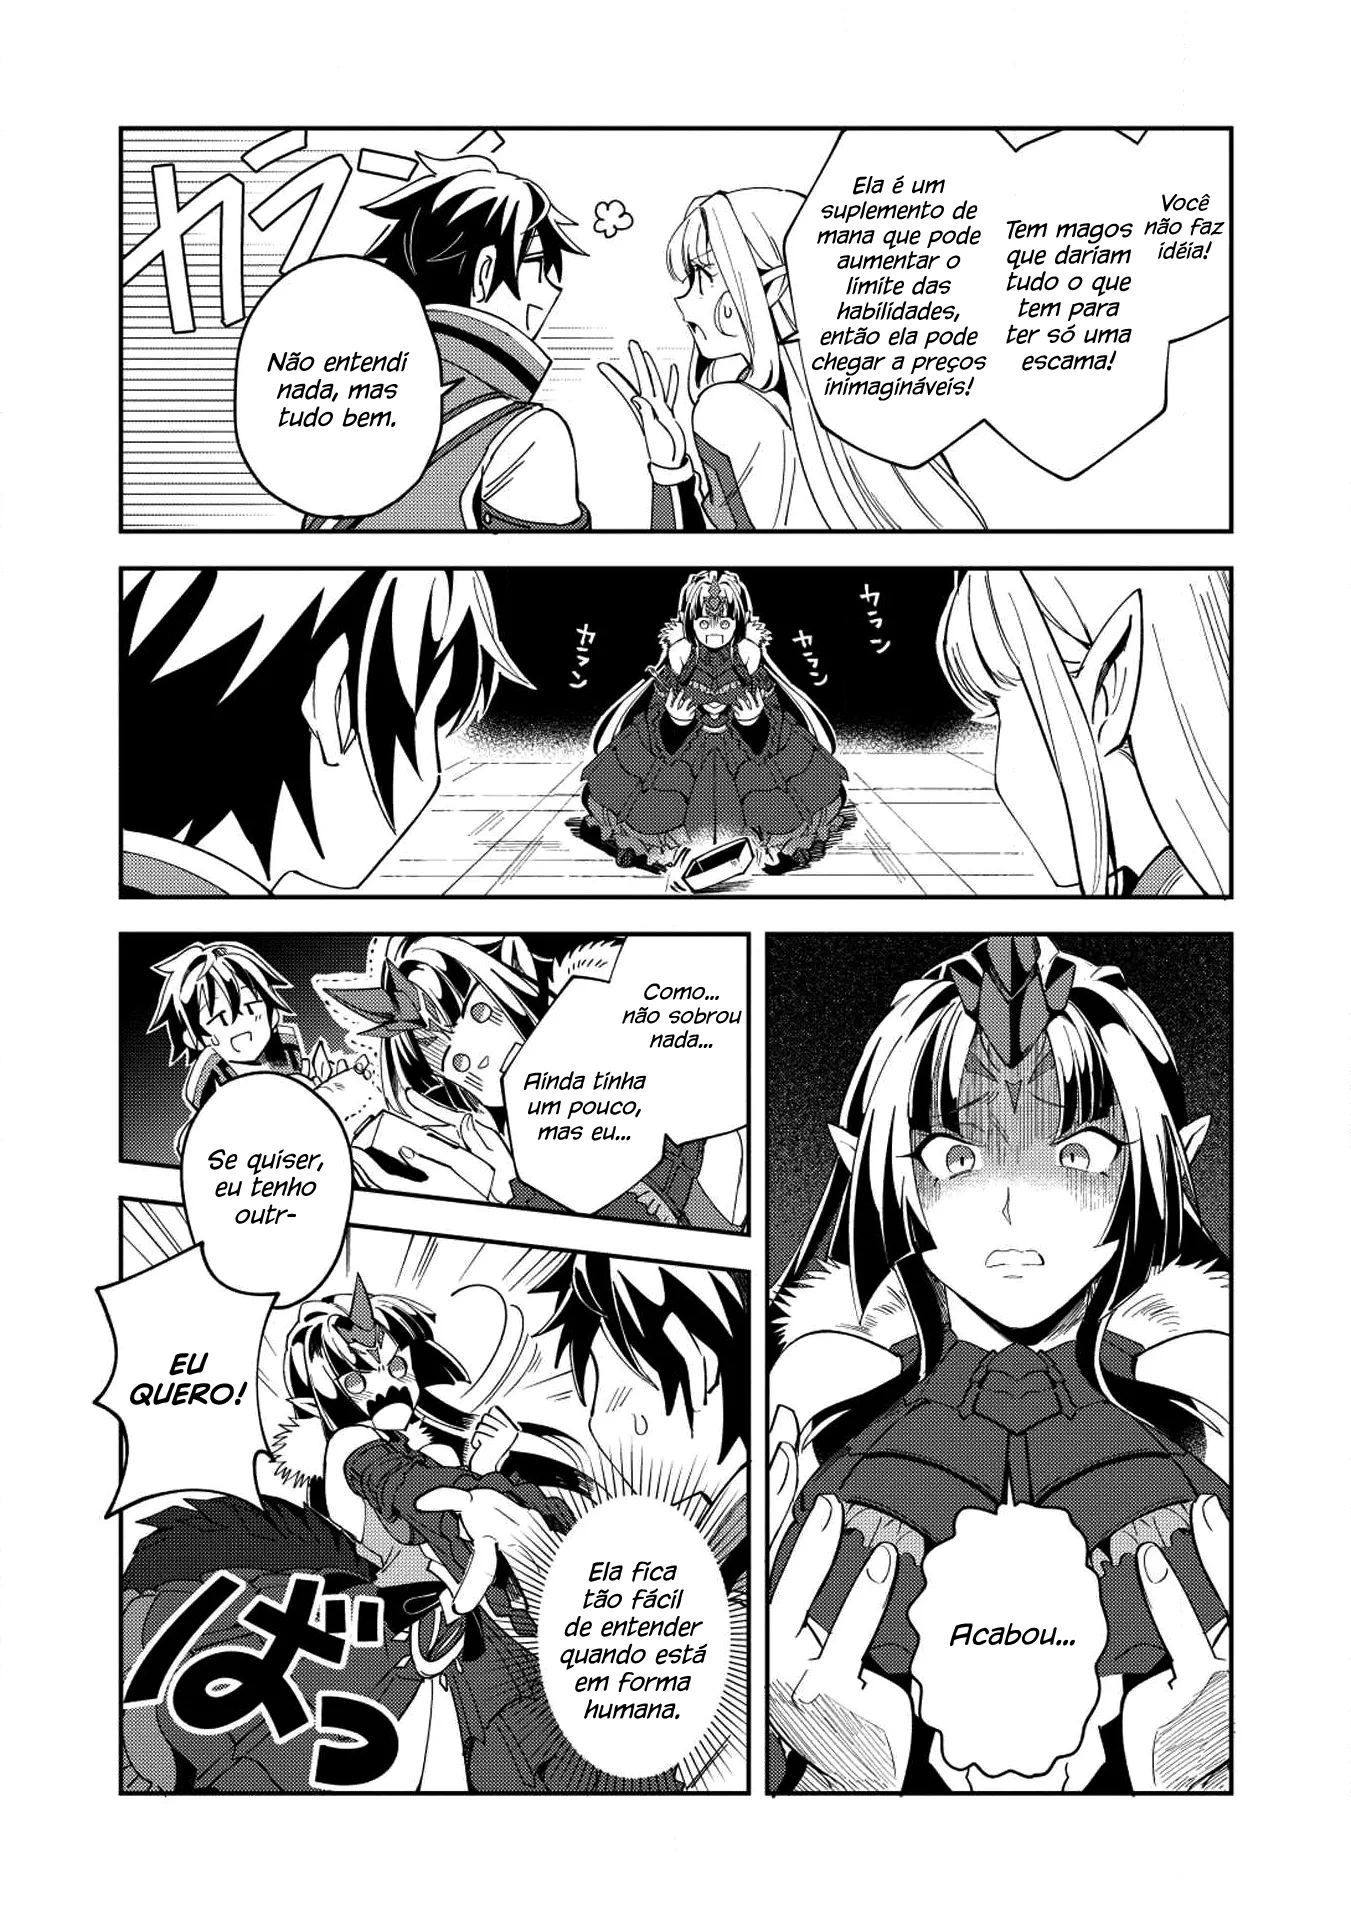 Você
não faz
idéia!
Tem magos
que dariam
tudo o que
tem para
ter só uma
escama!
Ela é um
suplemento de
mana que pode
aumentar o
limite das
habilidades,
então ela pode
chegar a preços
inimagináveis!
カラン
Não entendi
nada, mas
tudo bem.
カラン
カラン
カラン
Acabou...
Como...
não sobrou
nada...
Ainda tinha
um pouco,
mas eu...
Se quiser,
eu tenho
outr-
EU
QUERO!
Ela fica
tão fácil
de entender
quando está
em forma
humana.
ばっ